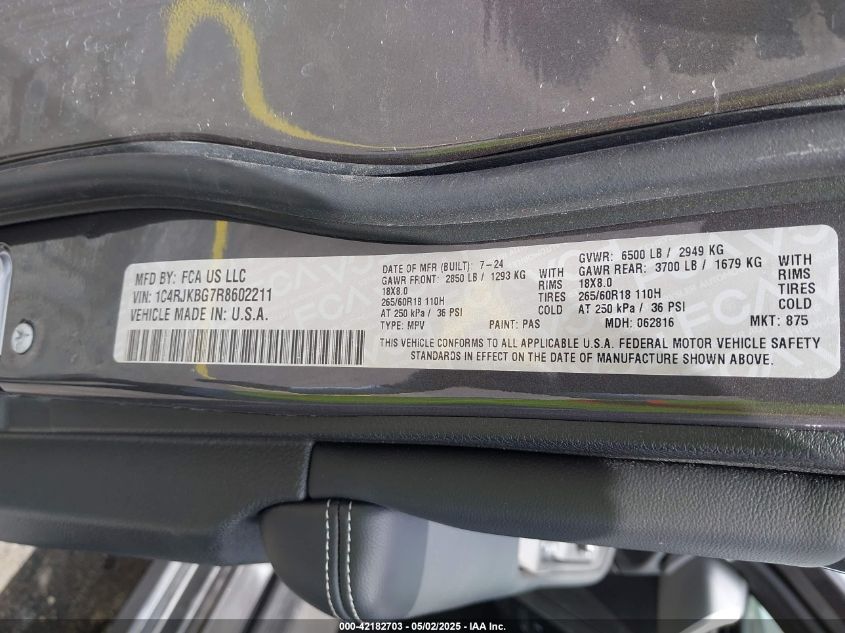 MFD BY: FCA US LLC
VIN: 1C4RJKBG7R8602211
VEHICLE MADE IN: U.S.A.
DATE OF MFR (BUILT): 7-24
GAWR FRONT: 2850 LB / 1293 KG WITH
18X8.0 RIMS
265/60R18 110H TIRES
AT 250 kPa / 36 PSI COLD
TYPE: MPV PAINT: PAS
GVWR: 6500 LB / 2949 KG
GAWR REAR: 3700 LB / 1679 KG WITH
18X8.0 RIMS
265/60R18 110H TIRES
AT 250 kPa / 36 PSI COLD
MDH: 062816 MKT: 875
THIS VEHICLE CONFORMS TO ALL APPLICABLE U.S.A. FEDERAL MOTOR VEHICLE SAFETY
STANDARDS IN EFFECT ON THE DATE OF MANUFACTURE SHOWN ABOVE.
000-42182703 - 05/02/2025 - IAA Inc.